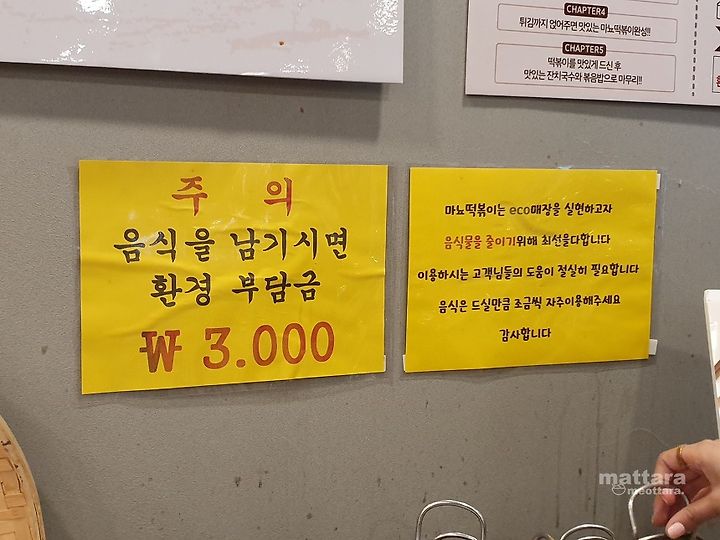 CHAPTER4
튀김까지 얹어주면 맛있는 마뇨떡볶이완성!!
CHAPTER5
떡볶이를 맛있게 드신 후
맛있는 잔치국수와 볶음밥으로 마무리!!
주 의
음식을 남기시면
환경 부담금
₩ 3.000
마뇨떡볶이는 eco매장을 실현하고자
음식물을 줄이기위해 최선을다합니다
이용하시는 고객님들의 도움이 절실히 필요합니다
음식은 드실만큼 조금씩 자주이용해주세요
감사합니다
mattara
meottara.